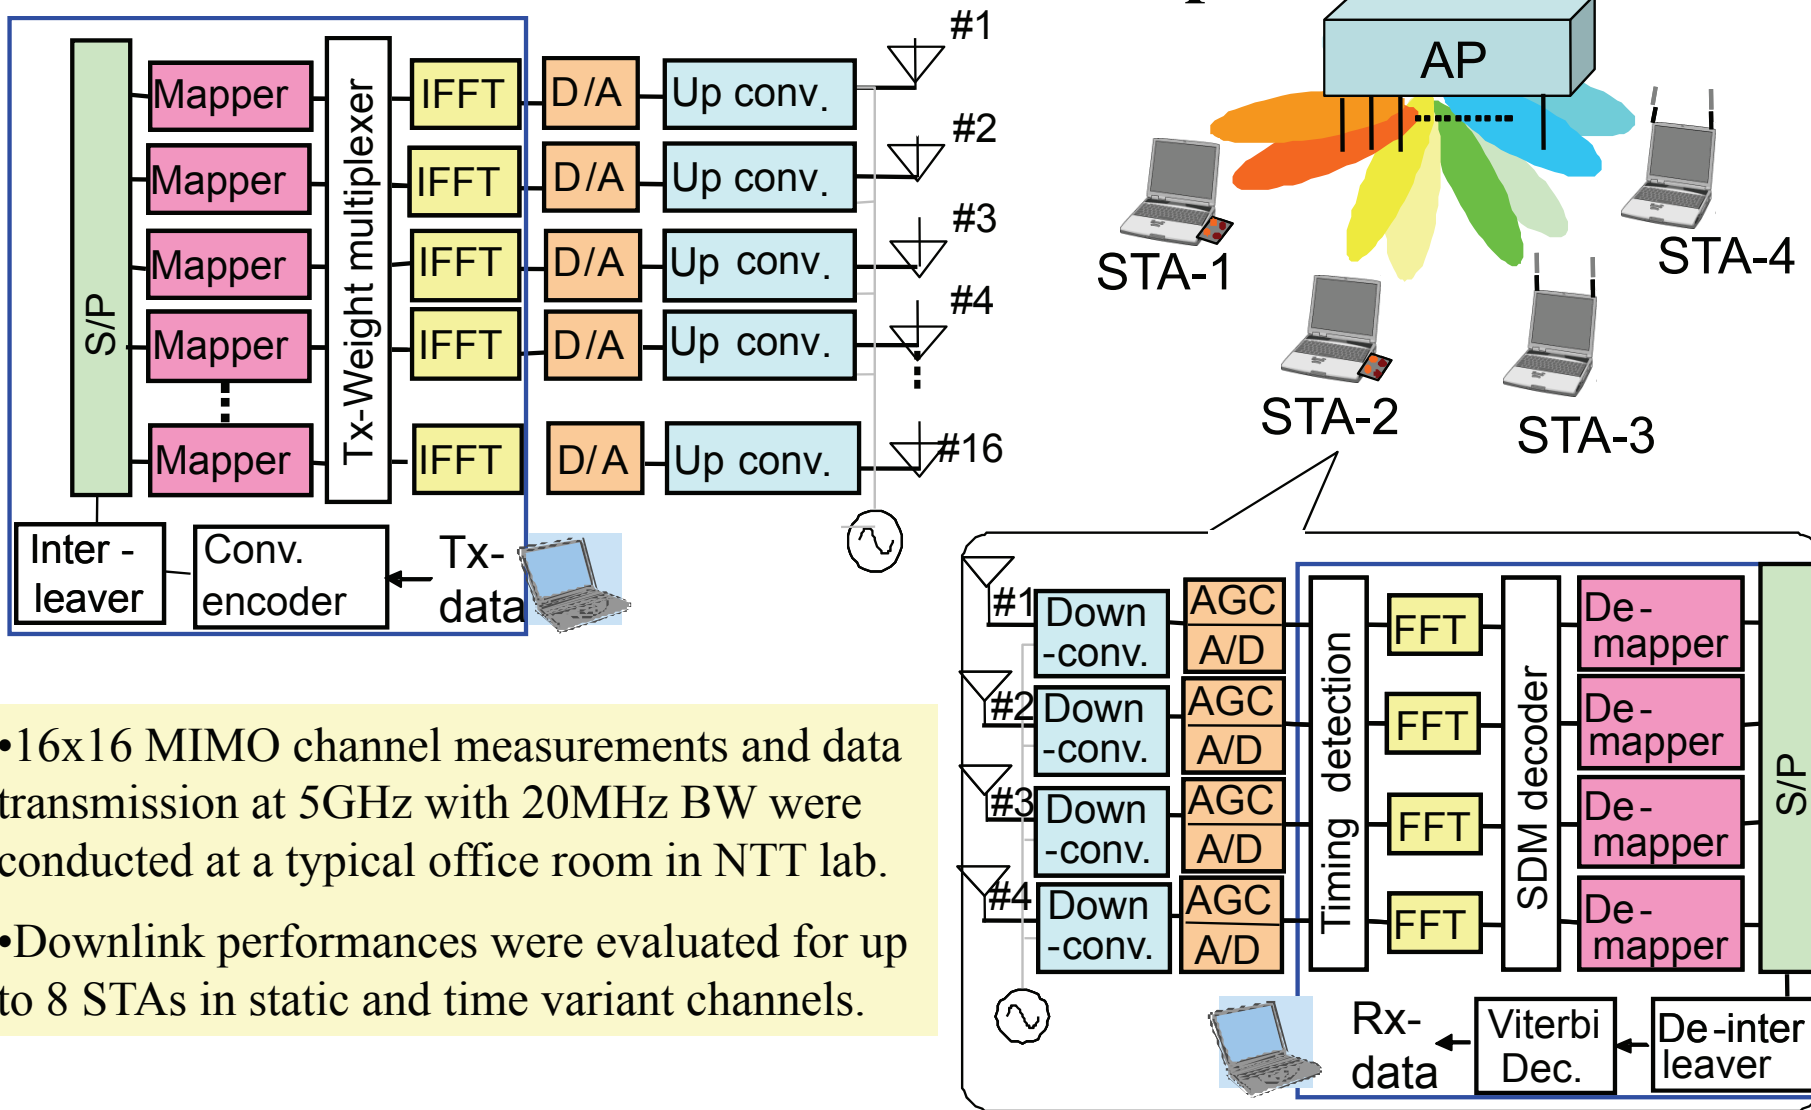 #1
Mapper
IFFT
D/A
Up conv.
#2
Mapper
IFFT
D/A
Up conv.
#3
Mapper
IFFT
D/A
Up conv.
#4
Mapper
IFFT
D/A
Up conv.
#16
Mapper
IFFT
D/A
Up conv.
S/P
Tx-Weight multiplexer
Inter -
leaver
Conv.
encoder
Tx-
data
AP
STA-1
STA-2
STA-3
STA-4
•16x16 MIMO channel measurements and data
transmission at 5GHz with 20MHz BW were
conducted at a typical office room in NTT lab.
•Downlink performances were evaluated for up
to 8 STAs in static and time variant channels.
#1
Down
-conv.
AGC
A/D
FFT
De-
mapper
#2
Down
-conv.
AGC
A/D
FFT
De-
mapper
#3
Down
-conv.
AGC
A/D
FFT
De-
mapper
#4
Down
-conv.
AGC
A/D
FFT
De-
mapper
Timing detection
SDM decoder
S/P
Rx-
data
Viterbi
Dec.
De-inter
leaver